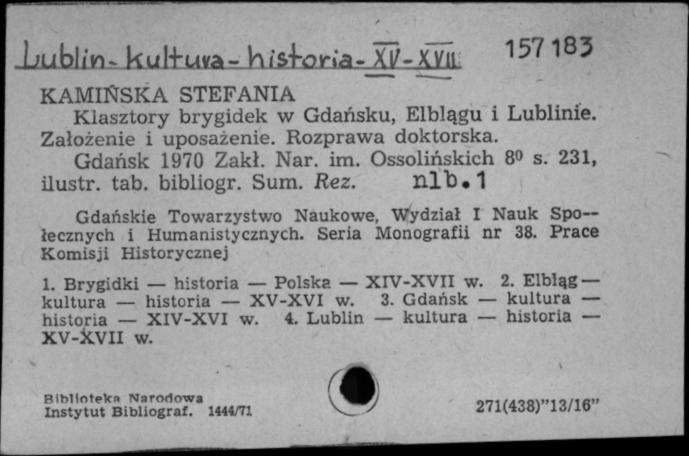 Lublin - kultura - historia - XV-XVII
157183
KAMIŃSKA STEFANIA
Klasztory brygidek w Gdańsku, Elblągu i Lublinie.
Założenie i uposażenie. Rozprawa doktorska.
Gdańsk 1970 Zakł. Nar. im. Ossolińskich 8⁰ s. 231,
ilustr. tab. bibliogr. Sum. Rez. nlb.1
Gdańskie Towarzystwo Naukowe, Wydział I Nauk Spo--
łecznych i Humanistycznych. Seria Monografii nr 38. Prace
Komisji Historycznej
1. Brygidki — historia — Polska — XIV-XVII w. 2. Elbląg —
kultura — historia — XV-XVI w. 3. Gdańsk — kultura —
historia — XIV-XVI w. 4. Lublin — kultura — historia —
XV-XVII w.
Biblioteka Narodowa
Instytut Bibliograf. 1444/71
271(438)"13/16"